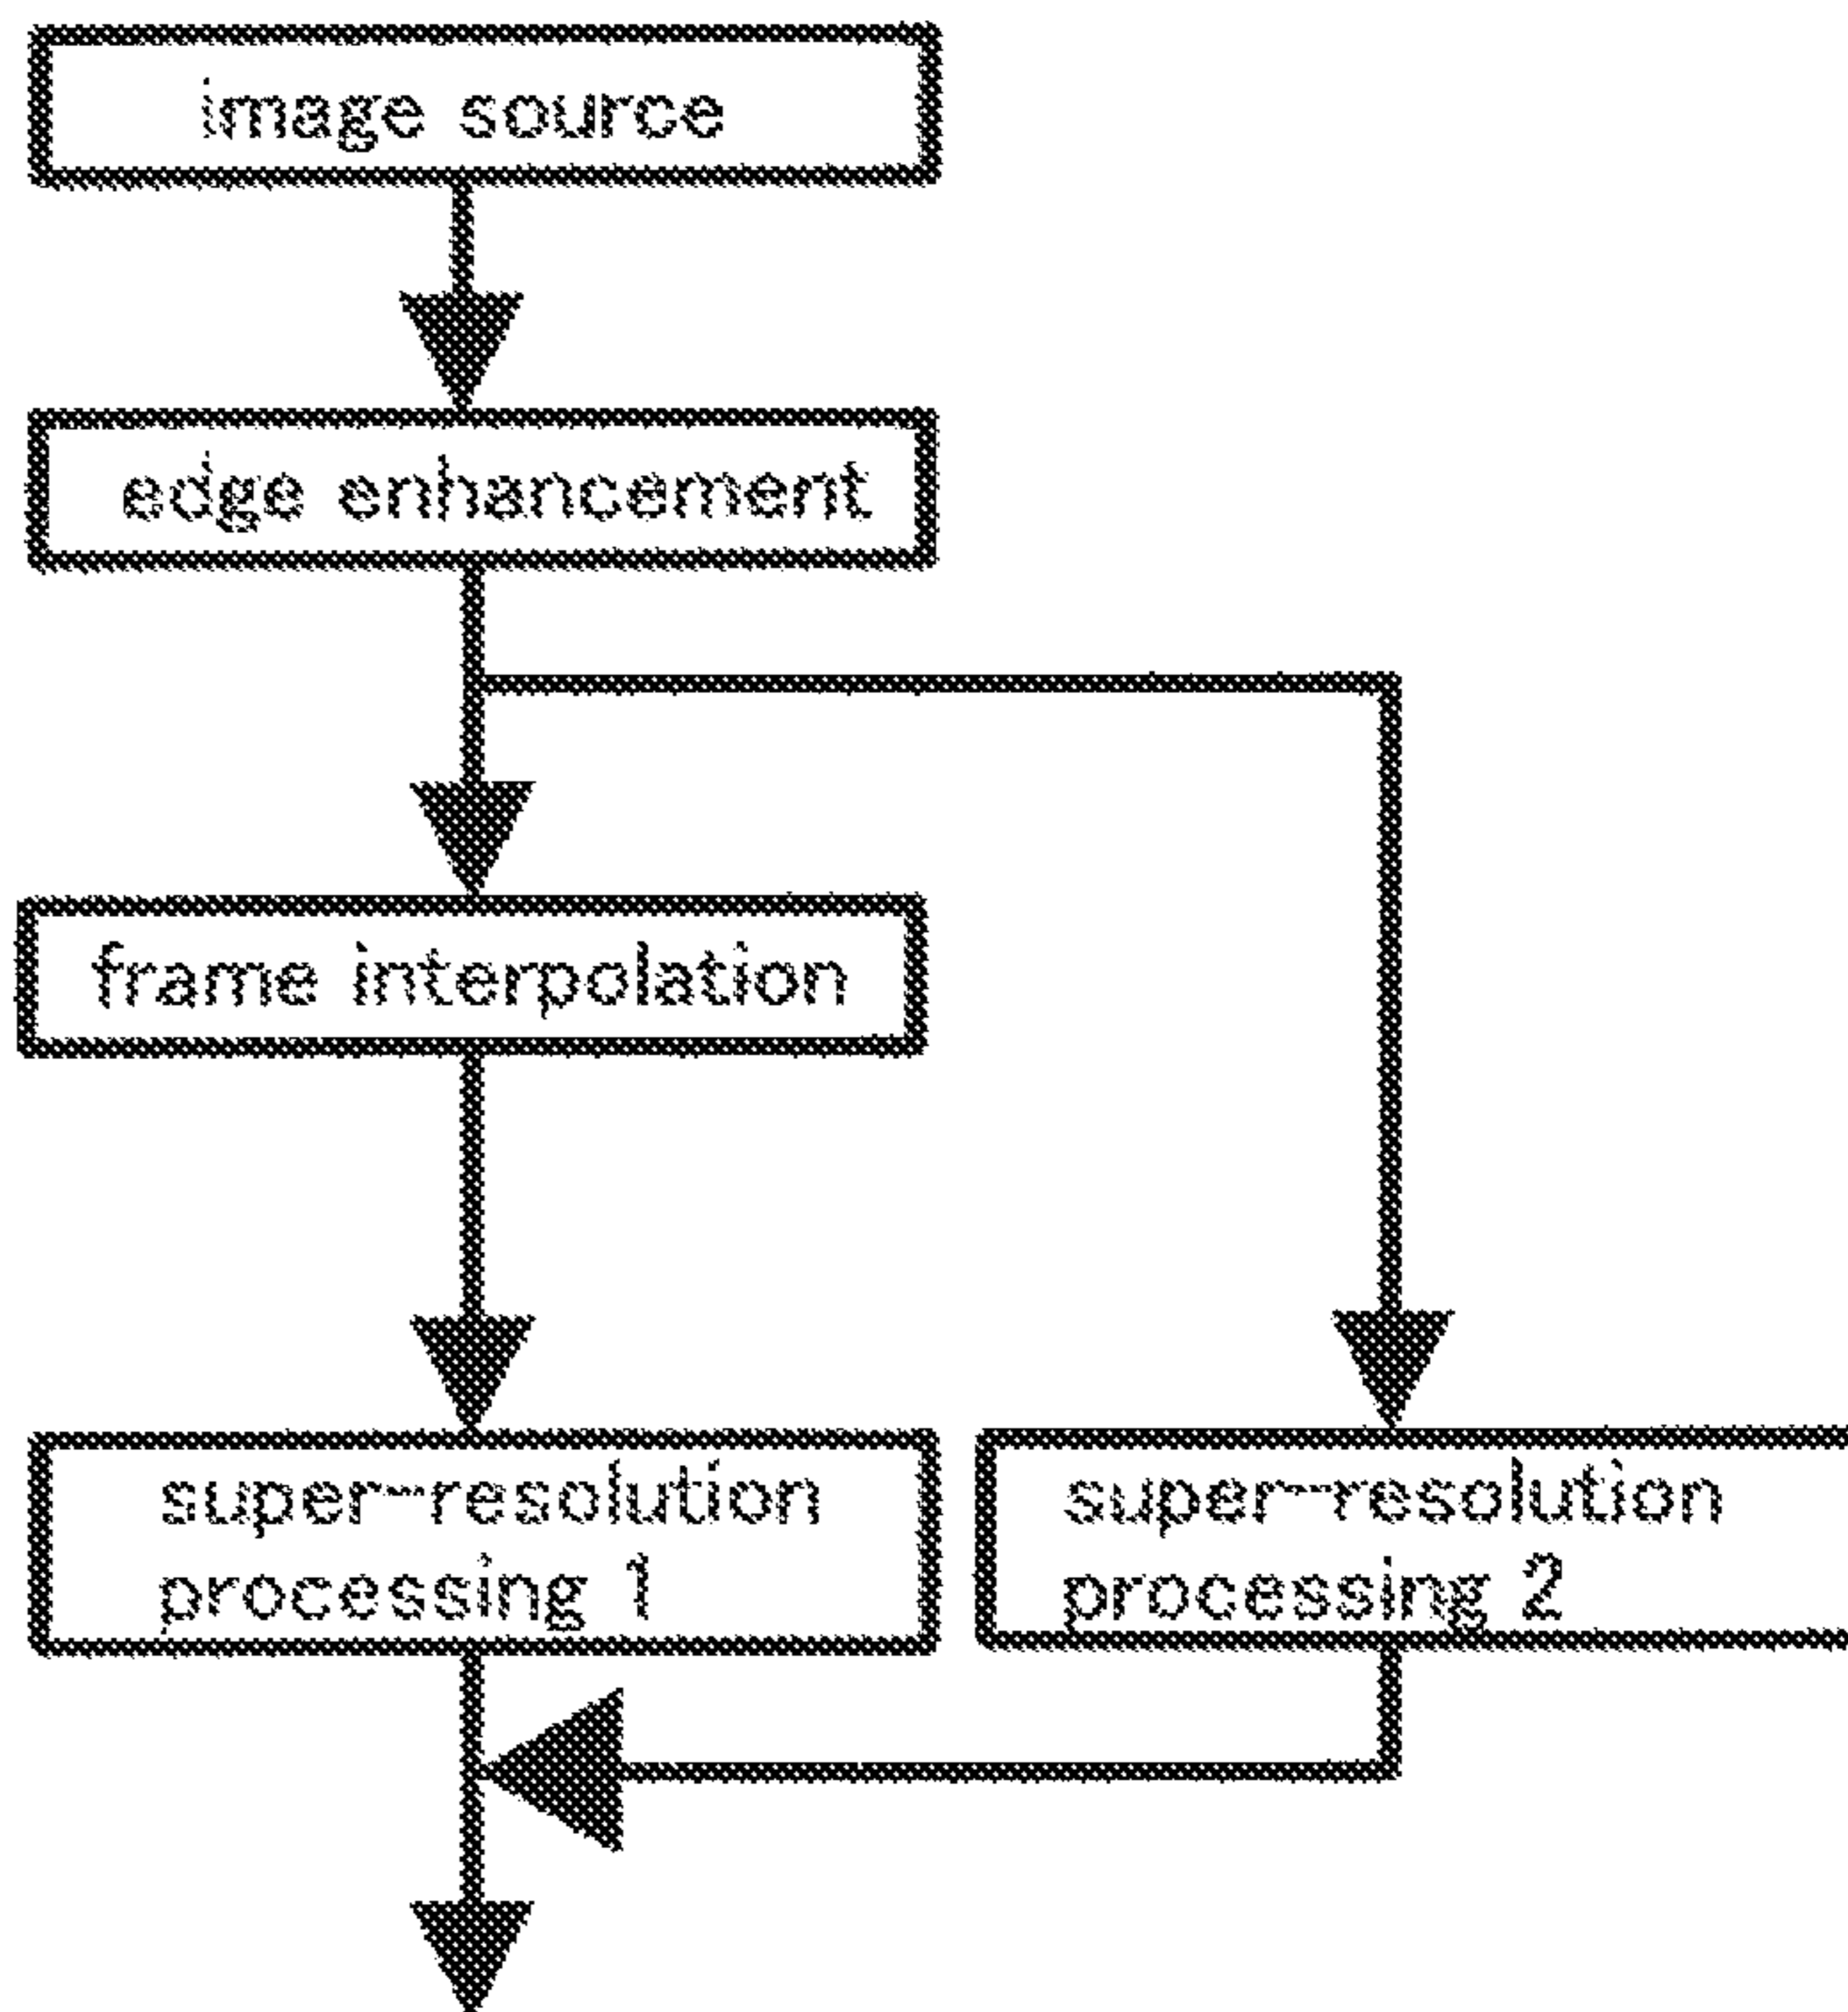 image source
edge enhancement
frame interpolation
super-resolution
processing 1
super-resolution
processing 2